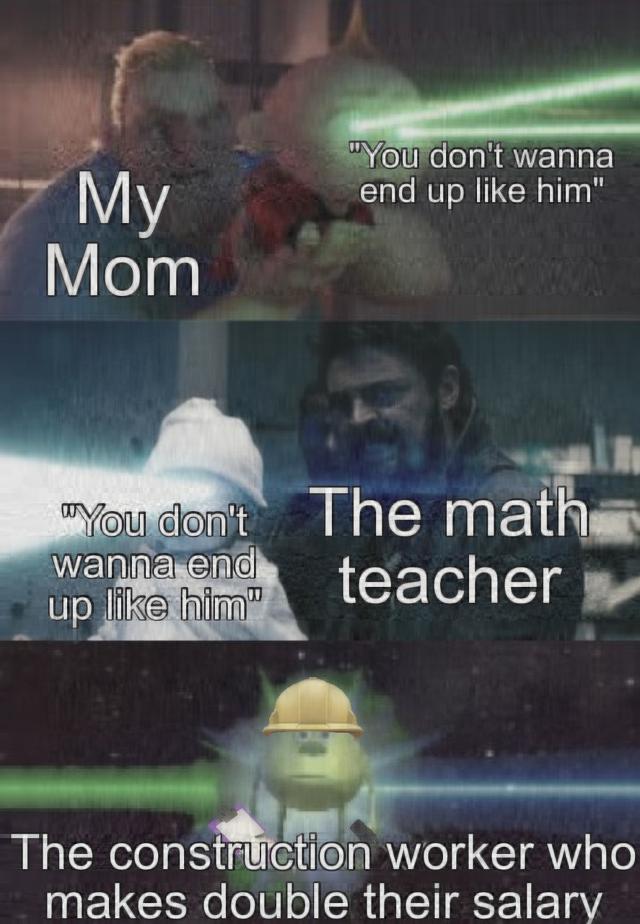 "You don't wanna
end up like him"
My
Mom
"You don't
wanna end
up like him"
The math
teacher
The construction worker who
makes double their salary